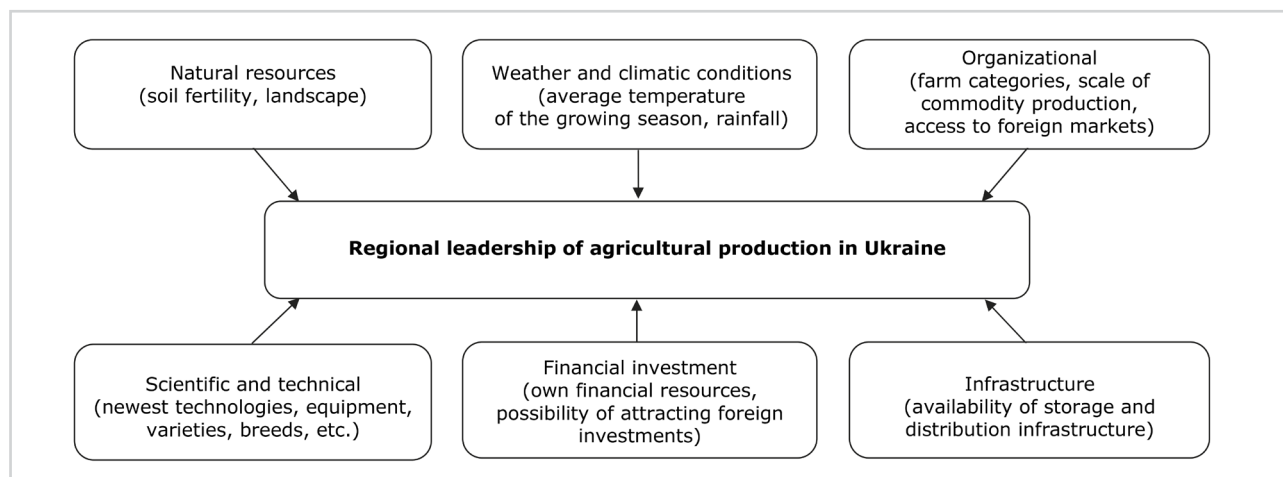 Natural resources
(soil fertility, landscape)
Weather and climatic conditions
(average temperature
of the growing season, rainfall)
Organizational
(farm categories, scale of
commodity production,
access to foreign markets)
Regional leadership of agricultural production in Ukraine
Scientific and technical
(newest technologies, equipment,
varieties, breeds, etc.)
Financial investment
(own financial resources,
possibility of attracting foreign
investments)
Infrastructure
(availability of storage and
distribution infrastructure)